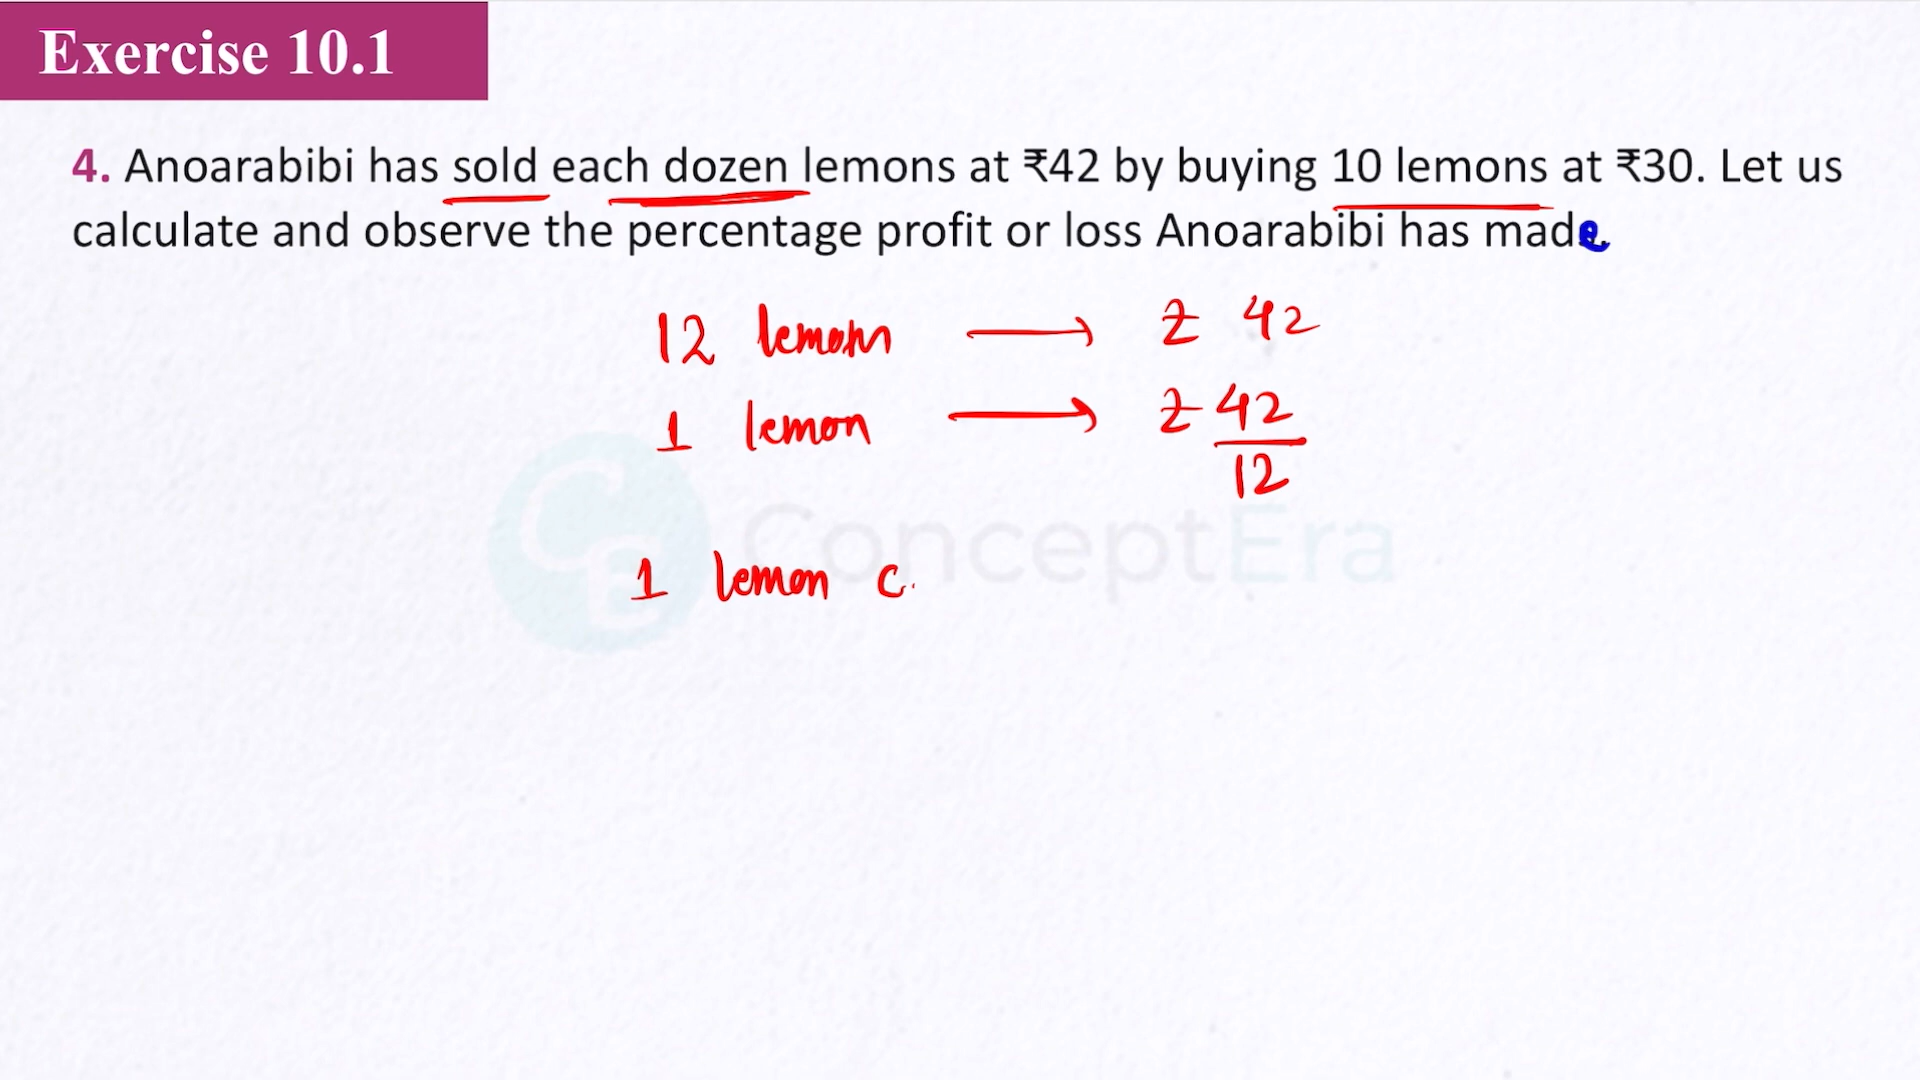 Exercise 10.1
4. Anoarabibi has sold each dozen lemons at ₹42 by buying 10 lemons at ₹30. Let us
calculate and observe the percentage profit or loss Anoarabibi has made.
12 lemons → ₹ 42
1 lemon → ₹ 42
12
ConceptEra
1 lemon c.